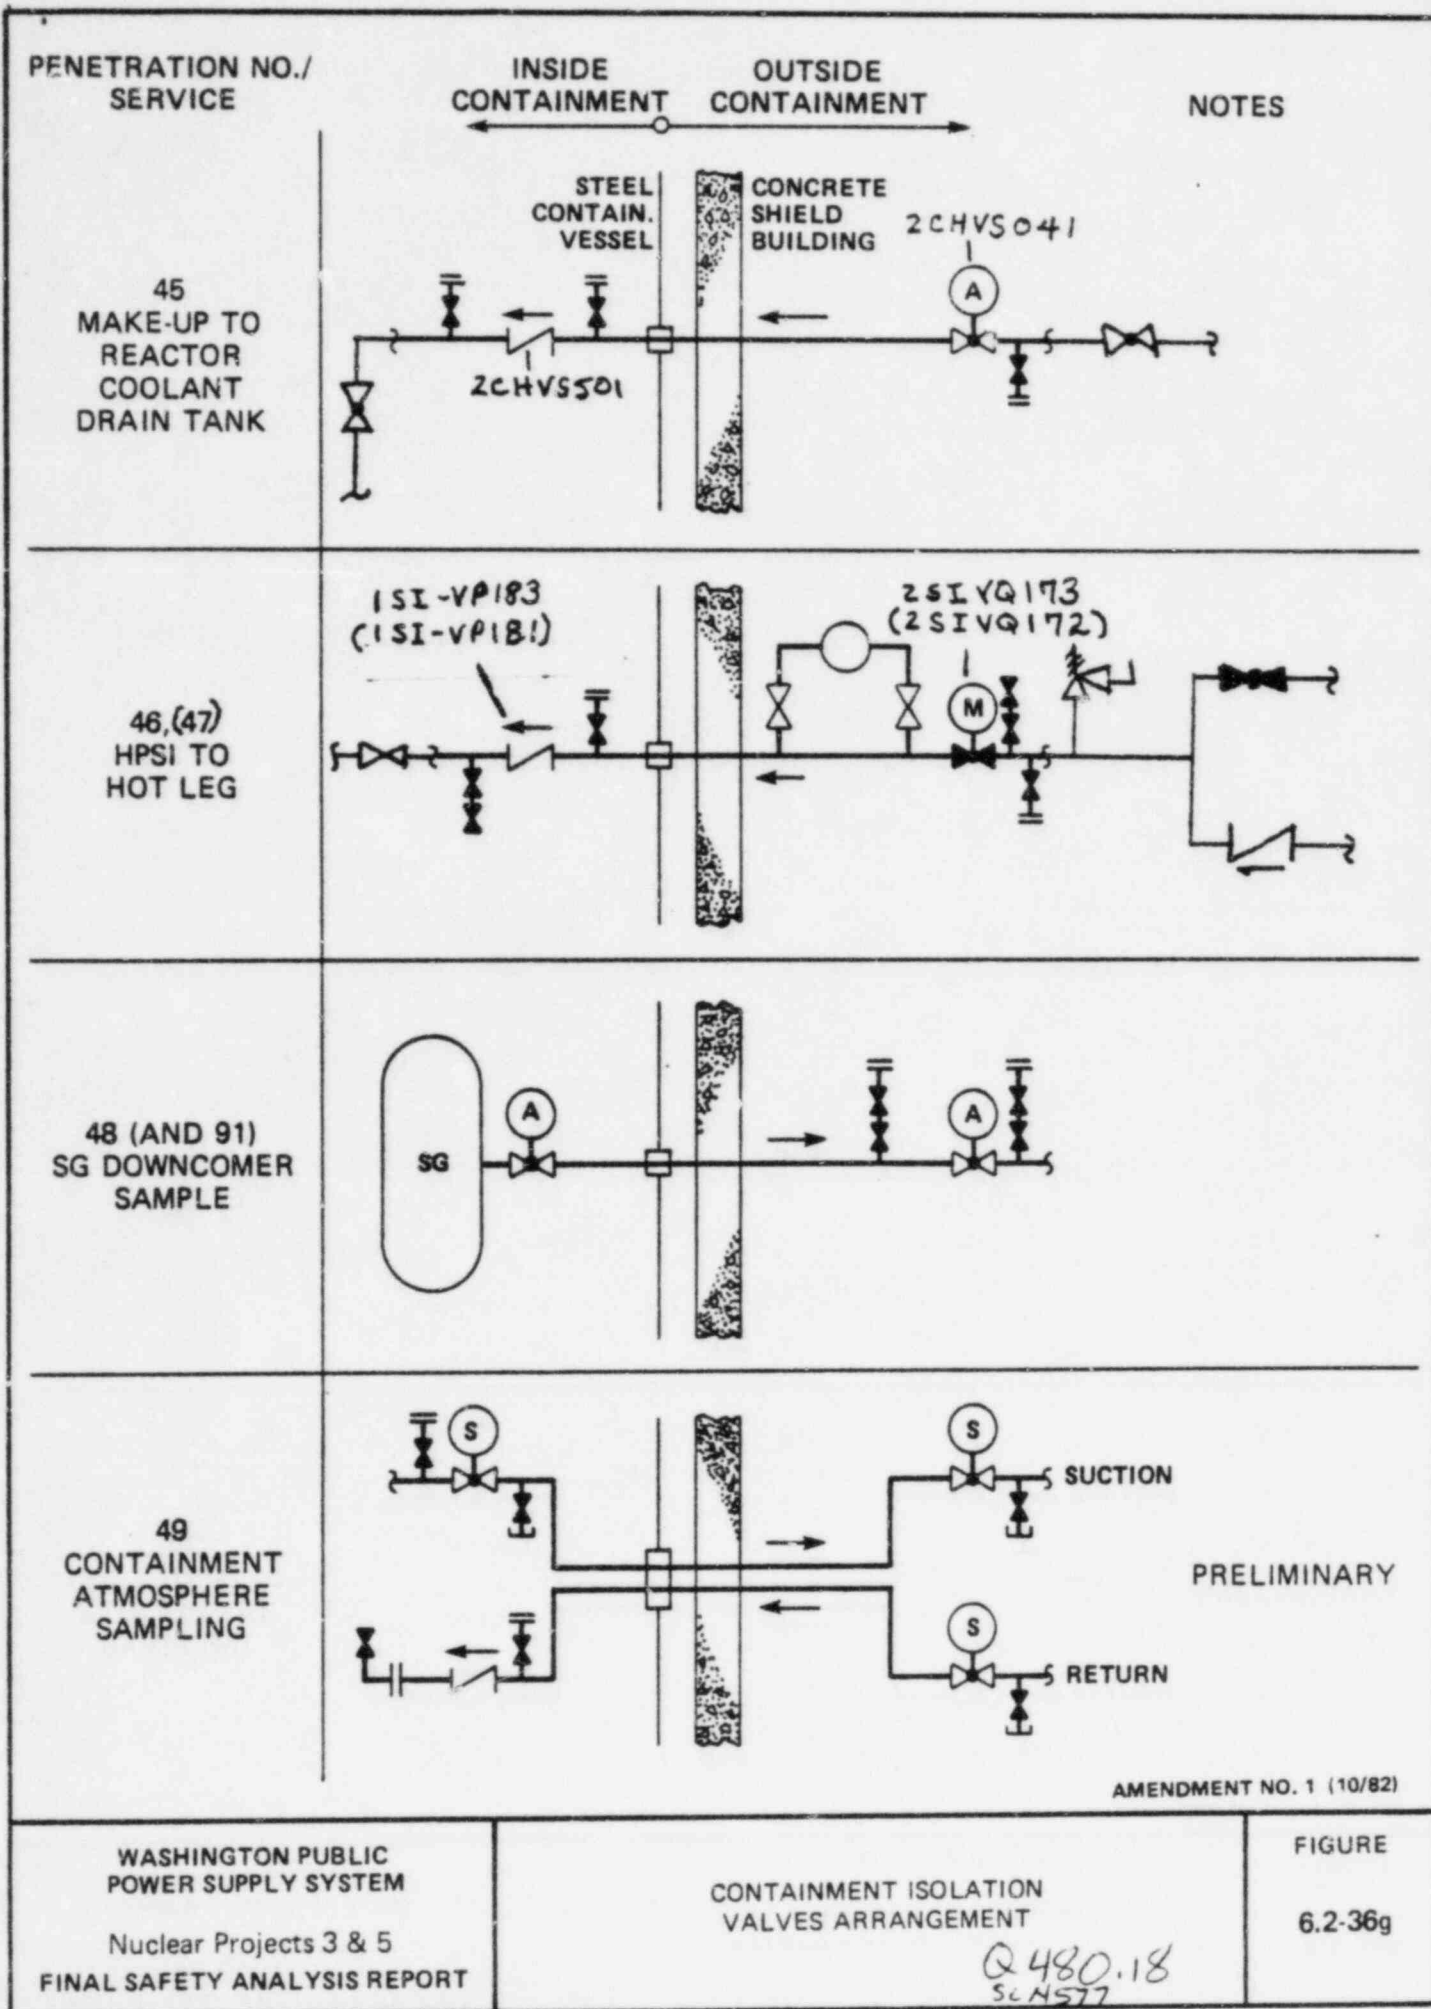 PENETRATION NO./
SERVICE
INSIDE
CONTAINMENT
OUTSIDE
CONTAINMENT
NOTES
STEEL
CONTAIN.
VESSEL
CONCRETE
SHIELD
BUILDING
2CHVS041
A
45
MAKE-UP TO
REACTOR
COOLANT
DRAIN TANK
2CHVS501
1SI-VP183
(1SI-VP181)
2SIVQ173
(2SIVQ172)
M
46,(47)
HPSI TO
HOT LEG
48 (AND 91)
SG DOWNCOMER
SAMPLE
SG
A
A
49
CONTAINMENT
ATMOSPHERE
SAMPLING
S
S
SUCTION
PRELIMINARY
S
RETURN
AMENDMENT NO. 1 (10/82)
WASHINGTON PUBLIC
POWER SUPPLY SYSTEM
Nuclear Projects 3 & 5
FINAL SAFETY ANALYSIS REPORT
CONTAINMENT ISOLATION
VALVES ARRANGEMENT
Q 480.18
FIGURE
6.2-36g